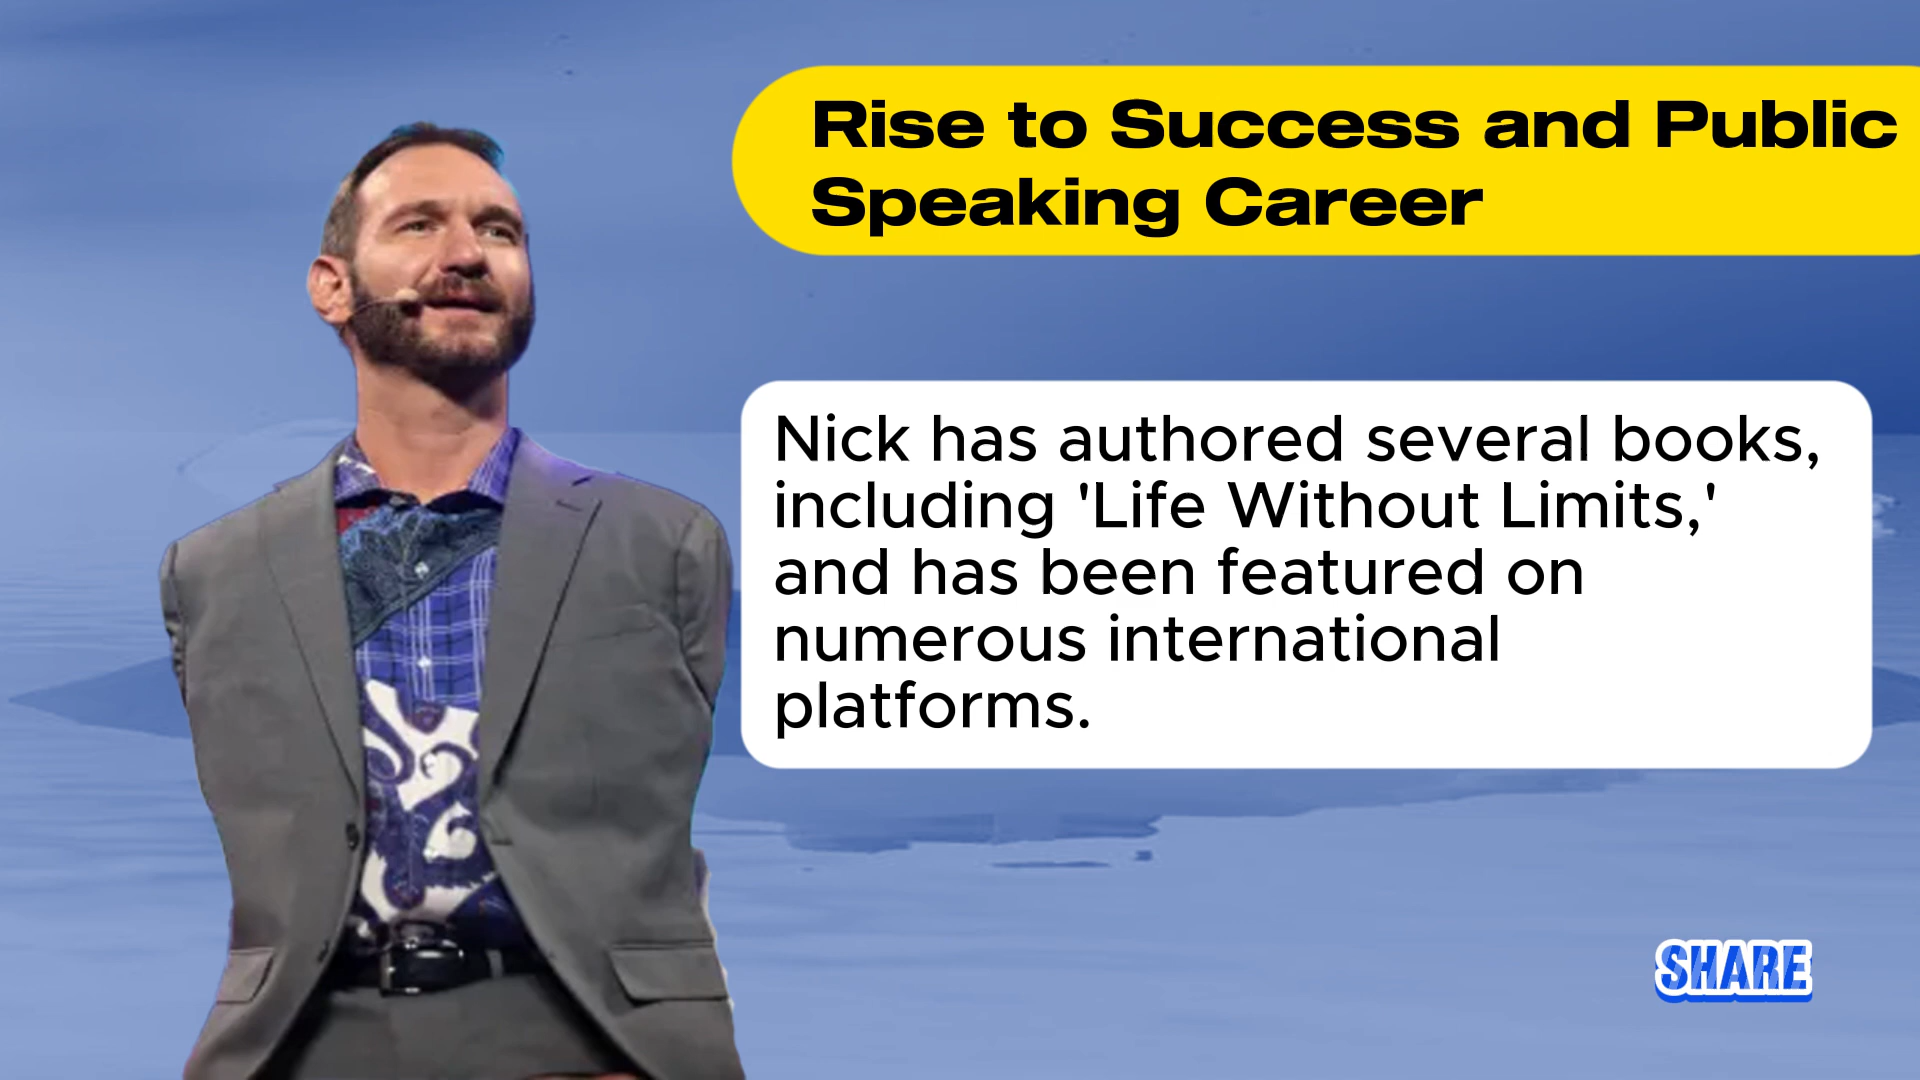 Rise to Success and Public
Speaking Career
Nick has authored several books,
including 'Life Without Limits,'
and has been featured on
numerous international
platforms.
SHARE